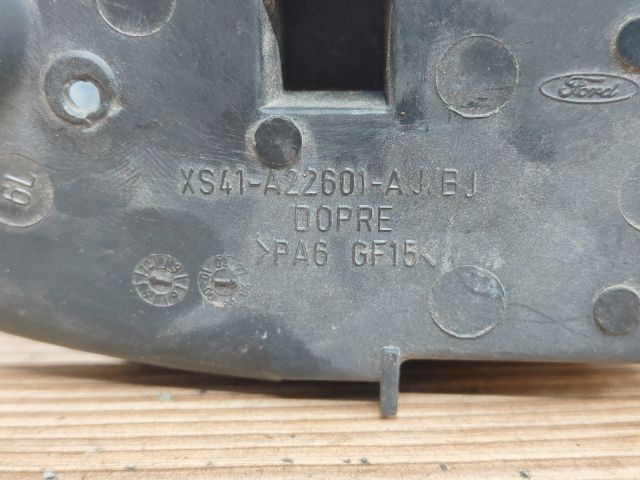 Ford
XS41-A22601-AJ/BJ
DOPRE
>PA6 GF15<